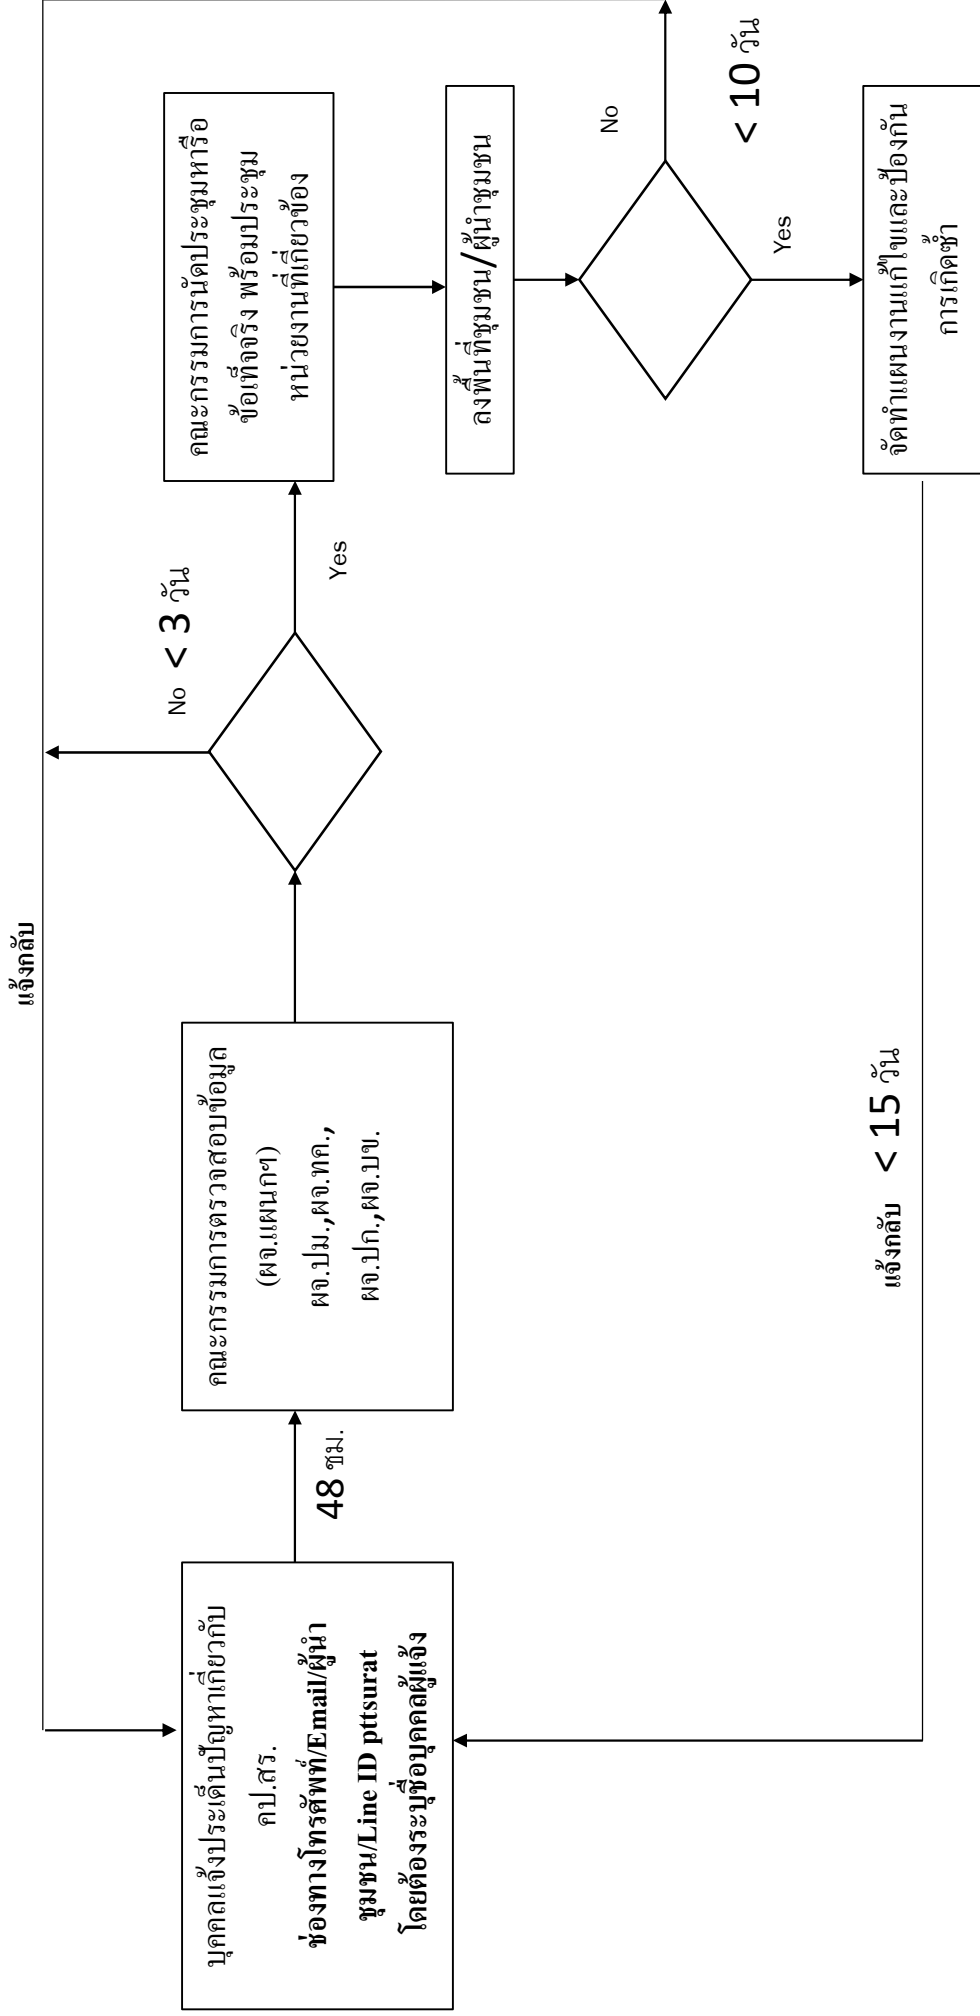 บุคคลแจ้งประเด็นปัญหาเกี่ยวกับ
คป.สร.
ช่องทางโทรศัพท์/Email/ผู้นำ
ชุมชน/Line ID pttsurat
โดยต้องระบุชื่อบุคคลผู้แจ้ง
48 ชม.
คณะกรรมการตรวจสอบข้อมูล
(ผจ.แผนกฯ)
ผจ.ปม.,ผจ.ทค.,
ผจ.ปก.,ผจ.บข.
แจ้งกลับ
No < 3 วัน
Yes
คณะกรรมการนัดประชุมหารือ
ข้อเท็จจริง พร้อมประชุม
หน่วยงานที่เกี่ยวข้อง
ลงพื้นที่ชุมชน/ผู้นำชุมชน
No
< 10 วัน
Yes
จัดทำแผนงานแก้ไขและป้องกัน
การเกิดซ้ำ
แจ้งกลับ < 15 วัน